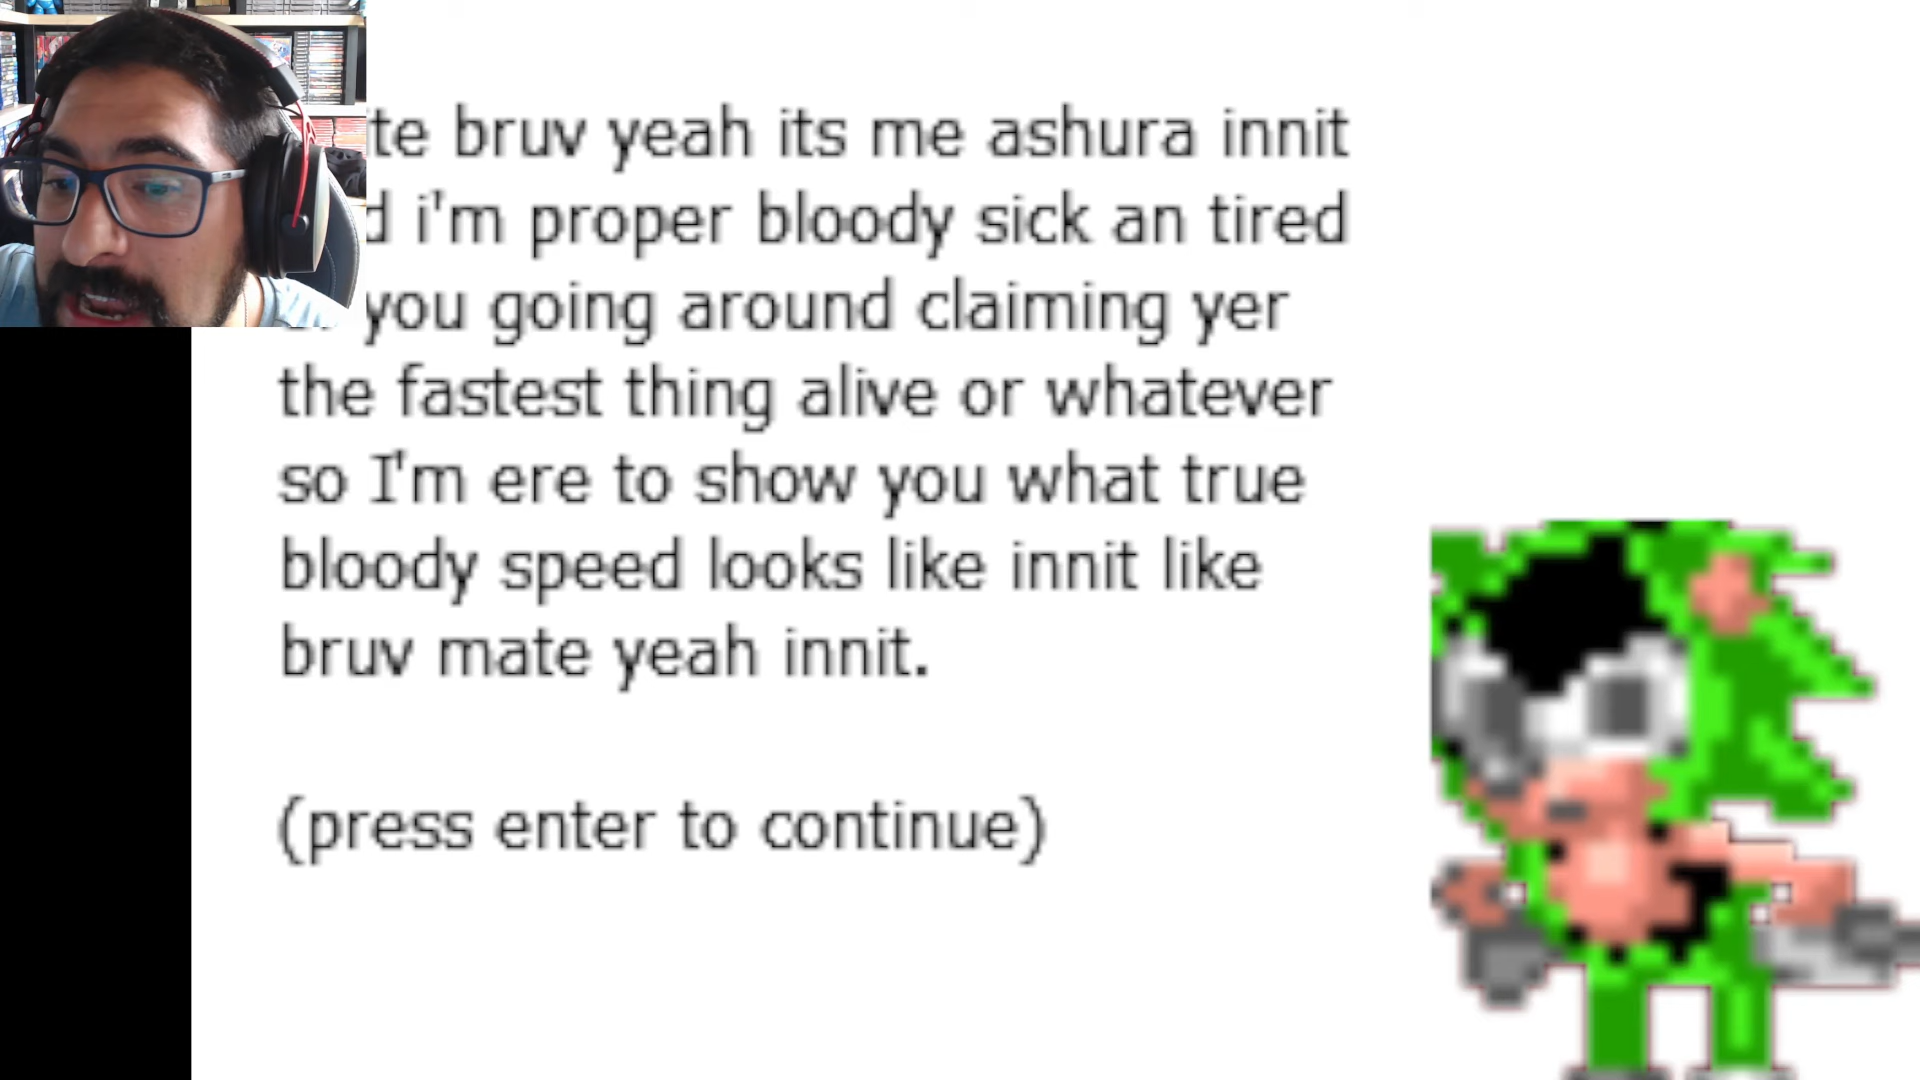 bruv yeah its me ashura innit
i'm proper bloody sick an tired
you going around claiming yer
the fastest thing alive or whatever
so I'm ere to show you what true
bloody speed looks like innit like
bruv mate yeah innit.
(press enter to continue)